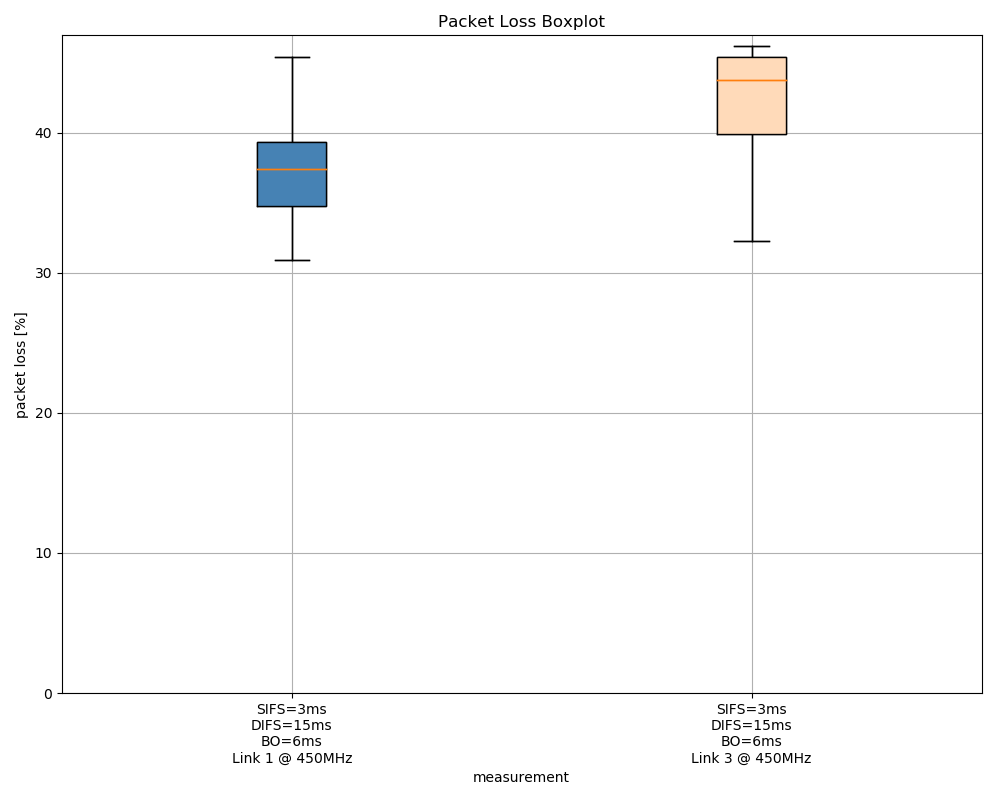 Packet Loss Boxplot
40
30
20
10
0
packet loss [%]
SIFS=3ms
DIFS=15ms
BO=6ms
Link 1 @ 450MHz
SIFS=3ms
DIFS=15ms
BO=6ms
Link 3 @ 450MHz
measurement